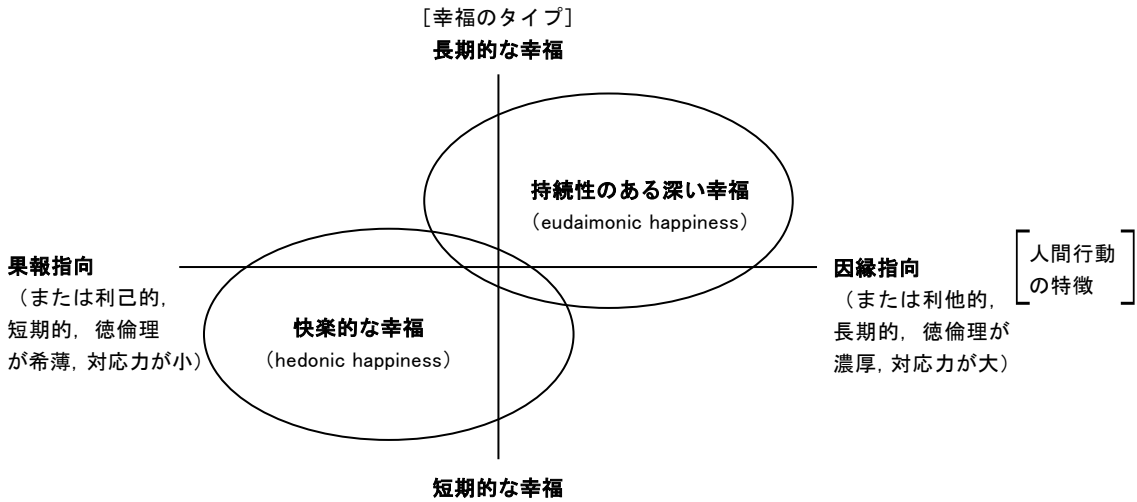 [幸福のタイプ]
長期的な幸福
持続性のある深い幸福
(eudaimonic happiness)
果報指向
(または利己的,
短期的, 徳倫理
が希薄, 対応力が小)
因縁指向
(または利他的,
長期的, 徳倫理が
濃厚, 対応力が大)
人間行動
の特徴
快楽的な幸福
(hedonic happiness)
短期的な幸福